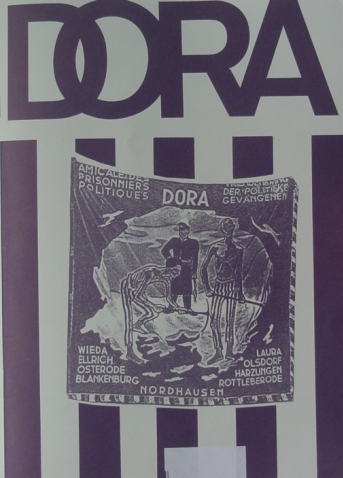 DORA
AMICALE DES
PRISONNIERS
POLITIQUES
DORA
DER POLITIEKE
GEVANGENEN
WIEDA
ELLRICH
OSTERODE
BLANKENBURG
LAURA
OLSDORF
HARZUNGEN
ROTTLEBERODE
NORDHAUSEN